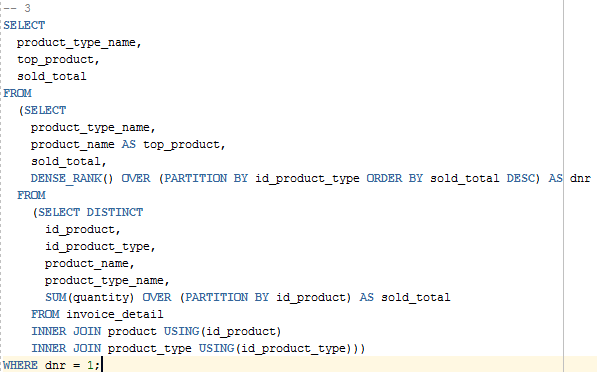 -- 3
SELECT
  product_type_name,
  top_product,
  sold_total
FROM
  (SELECT
    product_type_name,
    product_name AS top_product,
    sold_total,
    DENSE_RANK() OVER (PARTITION BY id_product_type ORDER BY sold_total DESC) AS dnr
  FROM
    (SELECT DISTINCT
      id_product,
      id_product_type,
      product_name,
      product_type_name,
      SUM(quantity) OVER (PARTITION BY id_product) AS sold_total
    FROM invoice_detail
    INNER JOIN product USING(id_product)
    INNER JOIN product_type USING(id_product_type)))
WHERE dnr = 1;